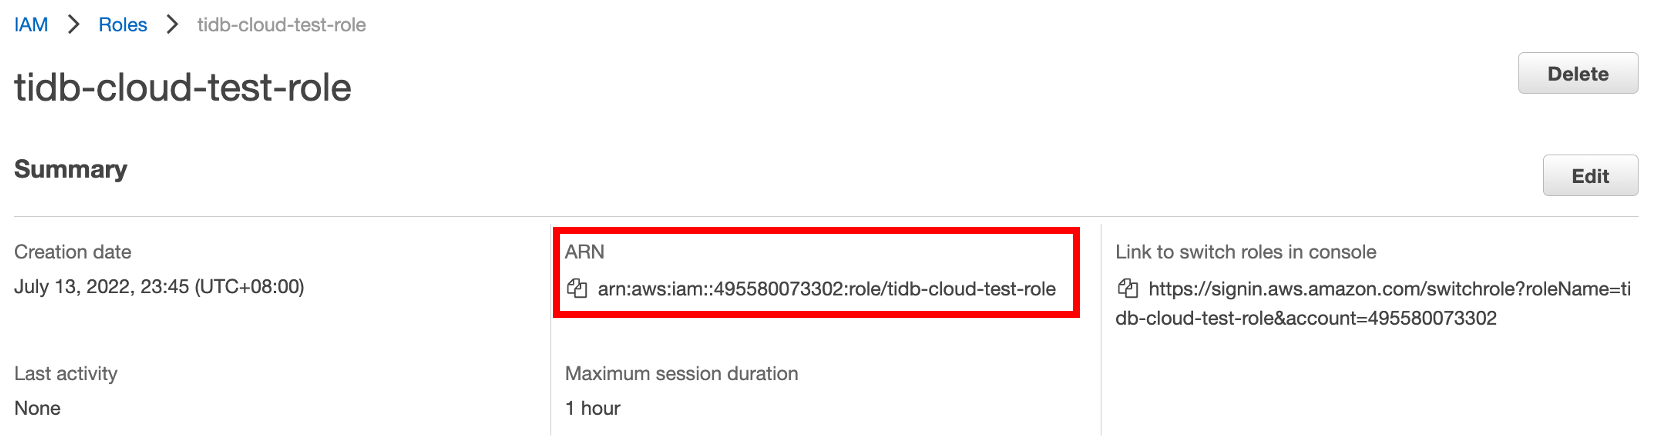 IAM > Roles > tidb-cloud-test-role
tidb-cloud-test-role
Delete
Summary
Edit
Creation date
July 13, 2022, 23:45 (UTC+08:00)
ARN
arn:aws:iam::495580073302:role/tidb-cloud-test-role
Link to switch roles in console
https://signin.aws.amazon.com/switchrole?roleName=ti
db-cloud-test-role&account=495580073302
Last activity
None
Maximum session duration
1 hour